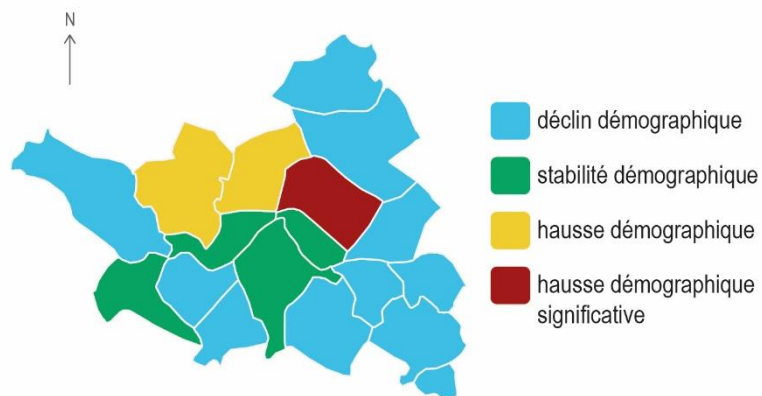 N
déclin démographique
stabilité démographique
hausse démographique
hausse démographique
significative